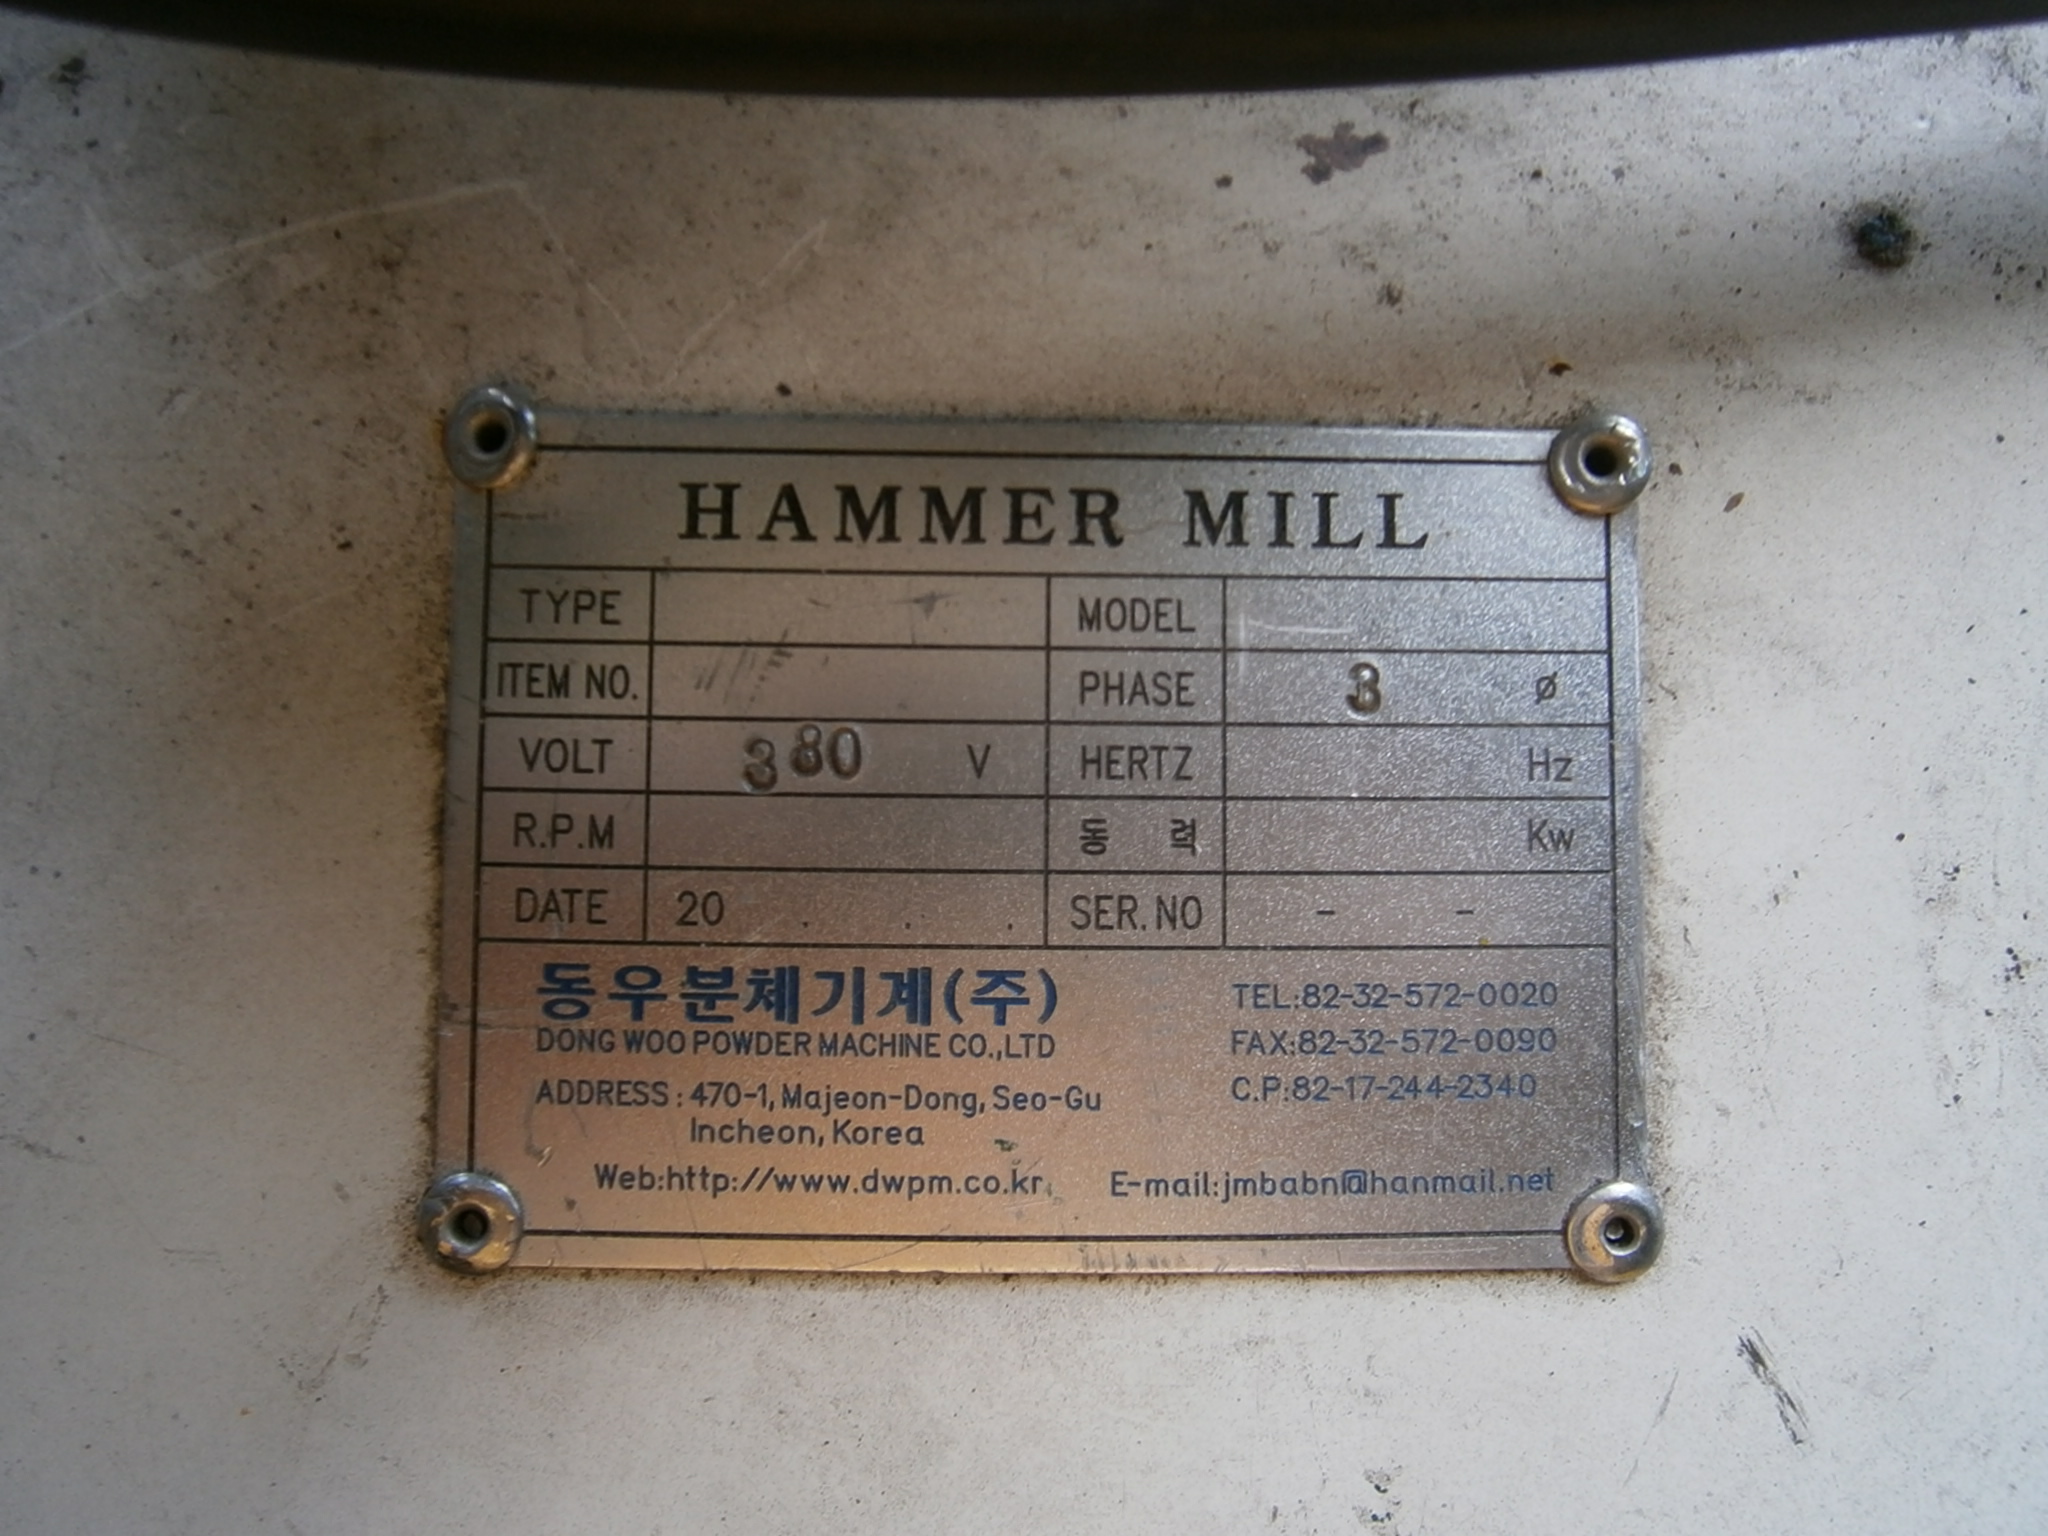 HAMMER MILL
TYPE MODEL
ITEM NO. PHASE 3 Ø
VOLT 380 V HERTZ Hz
R.P.M 동 력 Kw
DATE 20 . . . SER.NO - -
동우분체기계(주)
TEL:82-32-572-0020
DONG WOO POWDER MACHINE CO.,LTD
FAX:82-32-572-0090
ADDRESS : 470-1, Majeon-Dong, Seo-Gu
C.P:82-17-244-2340
Incheon, Korea
Web:http://www.dwpm.co.kr E-mail:jmbabn@hanmail.net